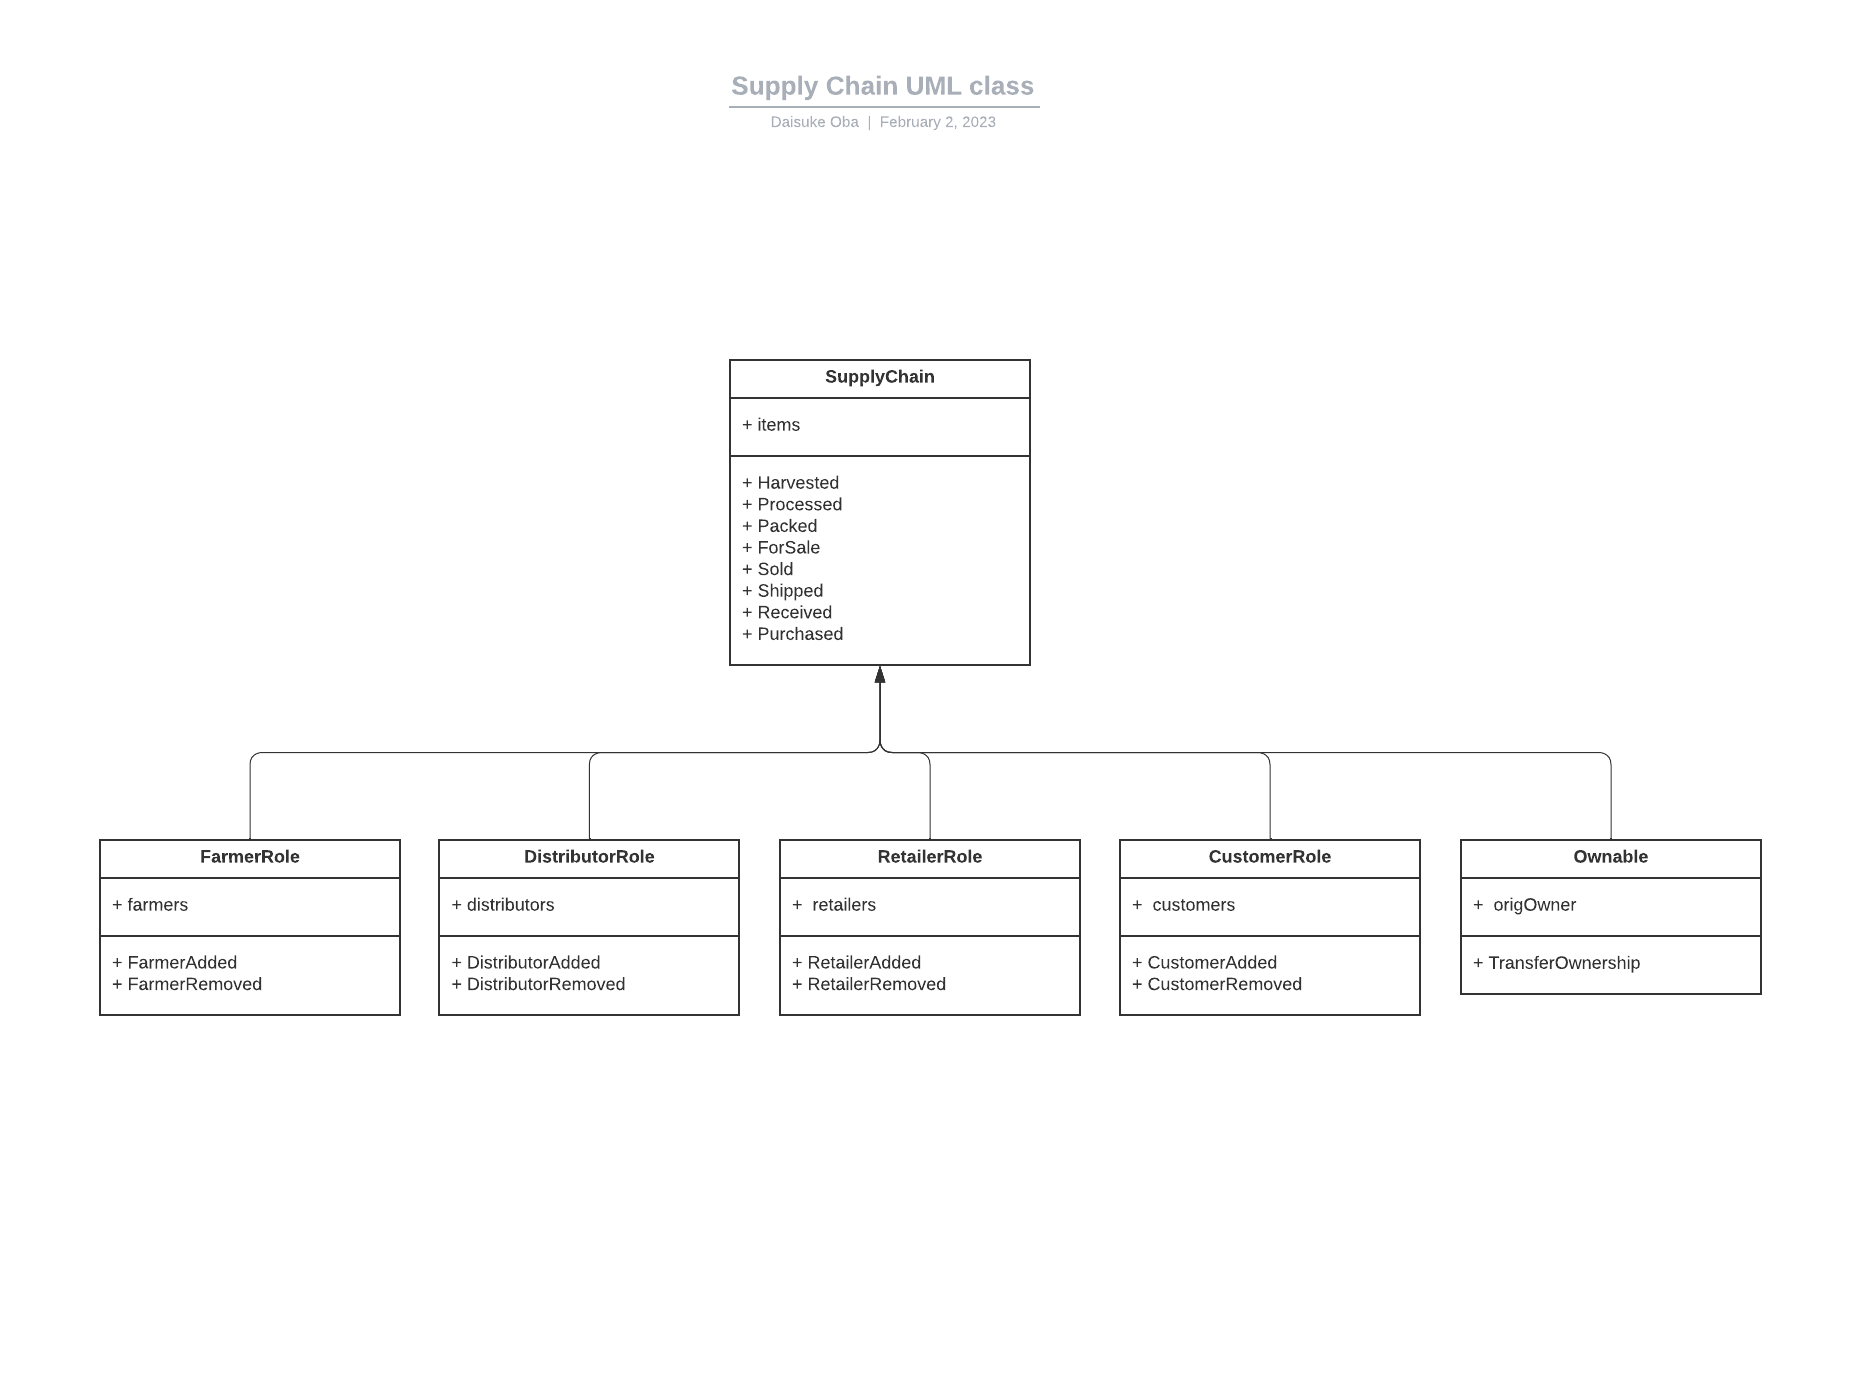 Supply Chain UML class
Daisuke Oba | February 2, 2023
SupplyChain
+ items
+ Harvested
+ Processed
+ Packed
+ ForSale
+ Sold
+ Shipped
+ Received
+ Purchased
FarmerRole
+ farmers
+ FarmerAdded
+ FarmerRemoved
DistributorRole
+ distributors
+ DistributorAdded
+ DistributorRemoved
RetailerRole
+ retailers
+ RetailerAdded
+ RetailerRemoved
CustomerRole
+ customers
+ CustomerAdded
+ CustomerRemoved
Ownable
+ origOwner
+ TransferOwnership